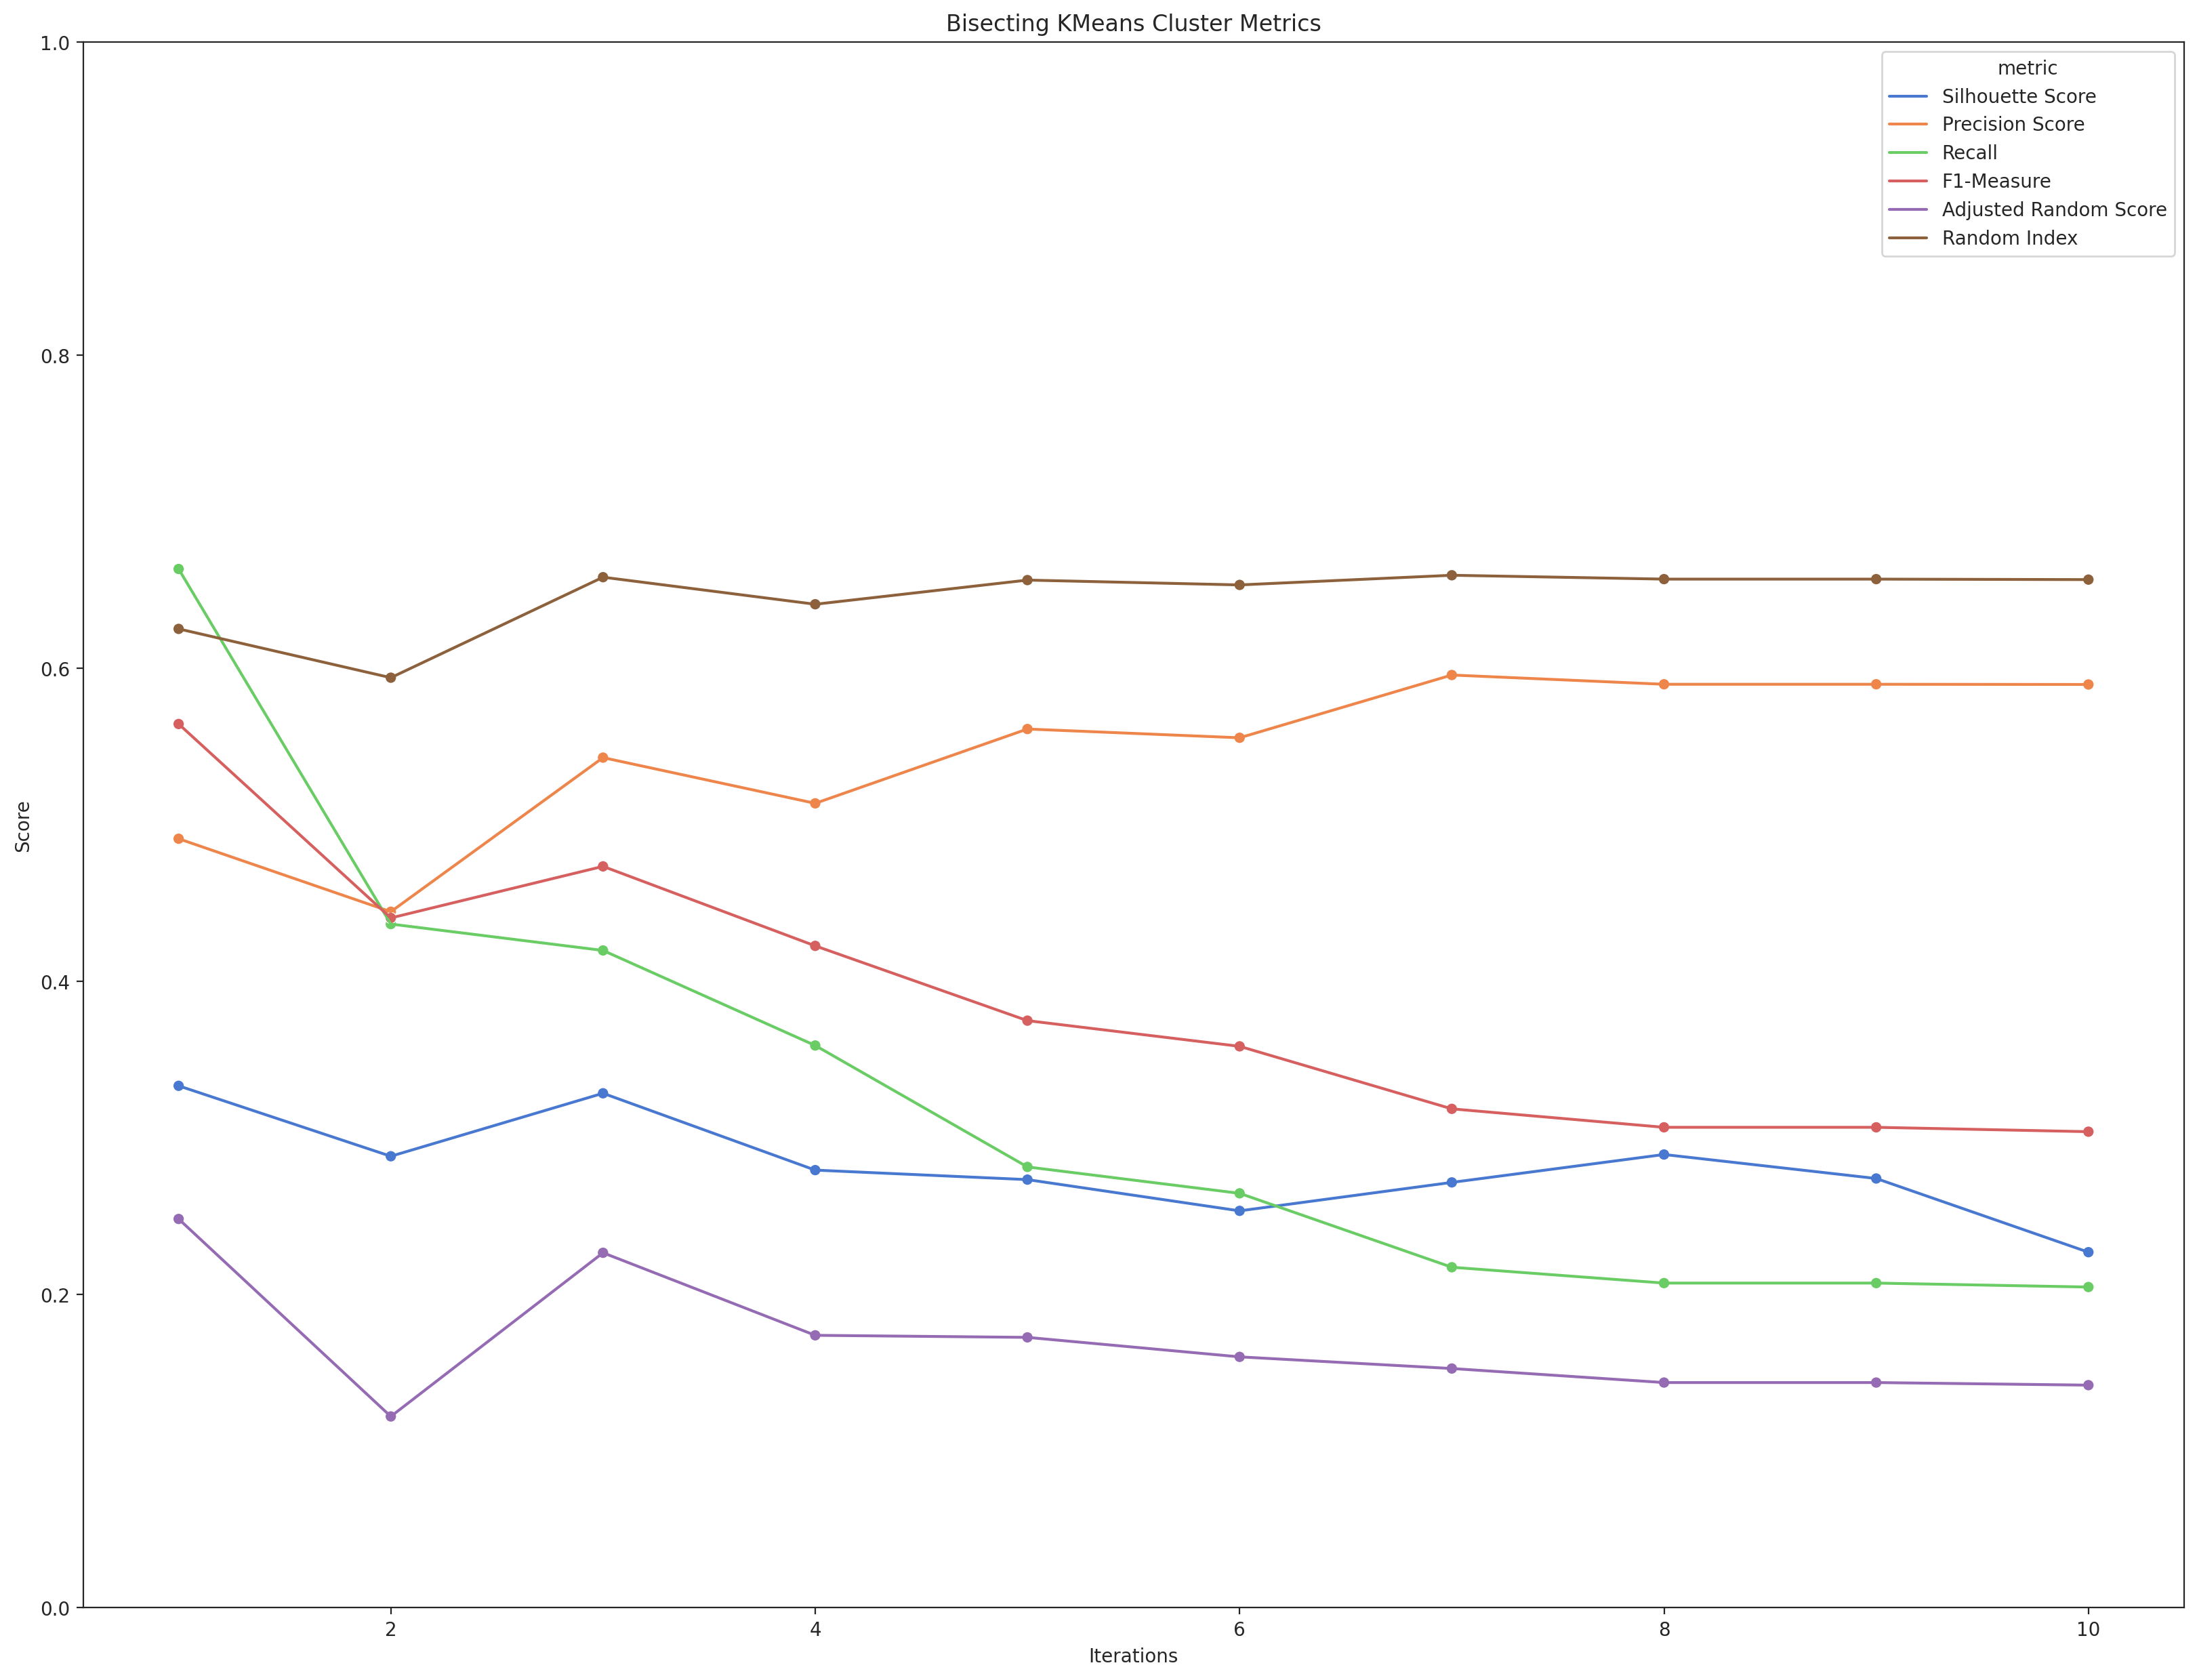 Bisecting KMeans Cluster Metrics
1.0
0.8
0.6
0.4
0.2
0.0
Score
metric
Silhouette Score
Precision Score
Recall
F1-Measure
Adjusted Random Score
Random Index
2 4 6 8 10
Iterations